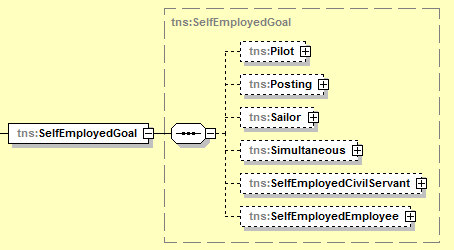 tns:SelfEmployedGoal
tns:Pilot
tns:Posting
tns:Sailor
tns:SelfEmployedGoal
tns:Simultaneous
tns:SelfEmployedCivilServant
tns:SelfEmployedEmployee